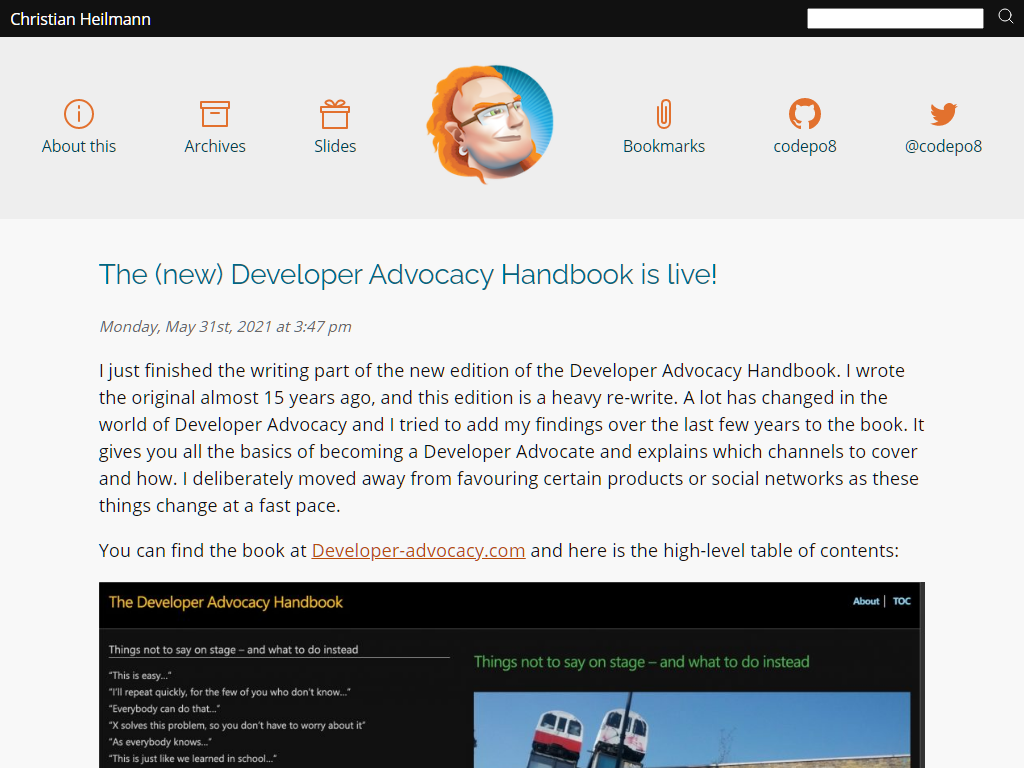 Christian Heilmann
About this
Archives
Slides
Bookmarks
codepo8
@codepo8
The (new) Developer Advocacy Handbook is live!
Monday, May 31st, 2021 at 3:47 pm
I just finished the writing part of the new edition of the Developer Advocacy Handbook. I wrote
the original almost 15 years ago, and this edition is a heavy re-write. A lot has changed in the
world of Developer Advocacy and I tried to add my findings over the last few years to the book. It
gives you all the basics of becoming a Developer Advocate and explains which channels to cover
and how. I deliberately moved away from favouring certain products or social networks as these
things change at a fast pace.
You can find the book at Developer-advocacy.com and here is the high-level table of contents:
The Developer Advocacy Handbook
About | TOC
Things not to say on stage – and what to do instead
"This is easy..."
"I'll repeat quickly, for the few of you who don't know..."
"Everybody can do that..."
"X solves this problem, so you don't have to worry about it"
"As everybody knows..."
"This is just like we learned in school..."
Things not to say on stage – and what to do instead